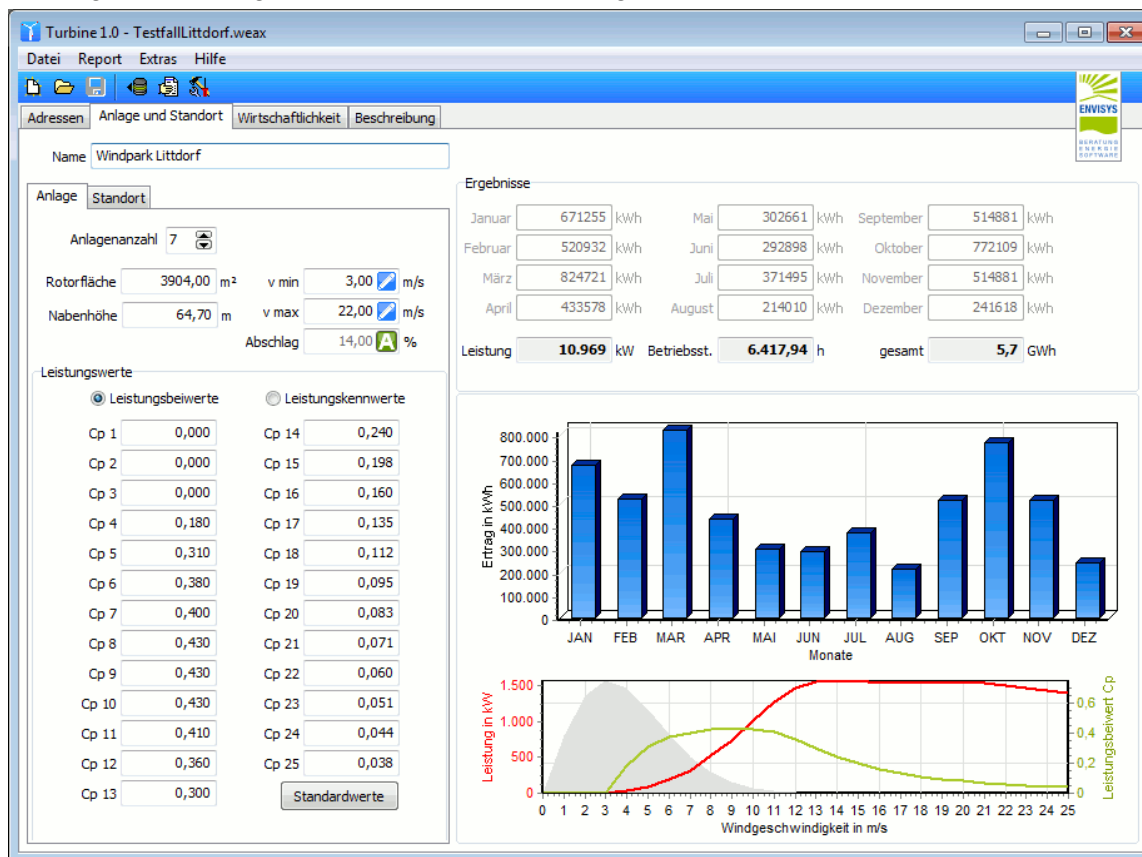 Turbine 1.0 - TestfallLittdorf.weax
Datei Report Extras Hilfe
ENVISYS
BERATUNG
ENERGIE
SOFTWARE
Adressen Anlage und Standort Wirtschaftlichkeit Beschreibung
Name Windpark Littdorf
Anlage Standort
Anlagenanzahl 7
Rotorfläche 3904,00 m² v min 3,00 m/s
Nabenhöhe 64,70 m v max 22,00 m/s
Abschlag 14,00 A %
Leistungswerte
Leistungsbeiwerte Leistungskennwerte
Cp 1 0,000 Cp 14 0,240
Cp 2 0,000 Cp 15 0,198
Cp 3 0,000 Cp 16 0,160
Cp 4 0,180 Cp 17 0,135
Cp 5 0,310 Cp 18 0,112
Cp 6 0,380 Cp 19 0,095
Cp 7 0,400 Cp 20 0,083
Cp 8 0,430 Cp 21 0,071
Cp 9 0,430 Cp 22 0,060
Cp 10 0,430 Cp 23 0,051
Cp 11 0,410 Cp 24 0,044
Cp 12 0,360 Cp 25 0,038
Cp 13 0,300 Standardwerte
Ergebnisse
Januar 671255 kWh Mai 302661 kWh September 514881 kWh
Februar 520932 kWh Juni 292898 kWh Oktober 772109 kWh
März 824721 kWh Juli 371495 kWh November 514881 kWh
April 433578 kWh August 214010 kWh Dezember 241618 kWh
Leistung 10.969 kW Betriebsst. 6.417,94 h gesamt 5,7 GWh
Ertrag in kWh
800.000
700.000
600.000
500.000
400.000
300.000
200.000
100.000
0
JAN FEB MAR APR MAI JUN JUL AUG SEP OKT NOV DEZ
Monate
Leistung in kW
1.500
1.000
500
0
0,6
0,4
0,2
0
Leistungsbeiwert Cp
0 1 2 3 4 5 6 7 8 9 10 11 12 13 14 15 16 17 18 19 20 21 22 23 24 25
Windgeschwindigkeit in m/s